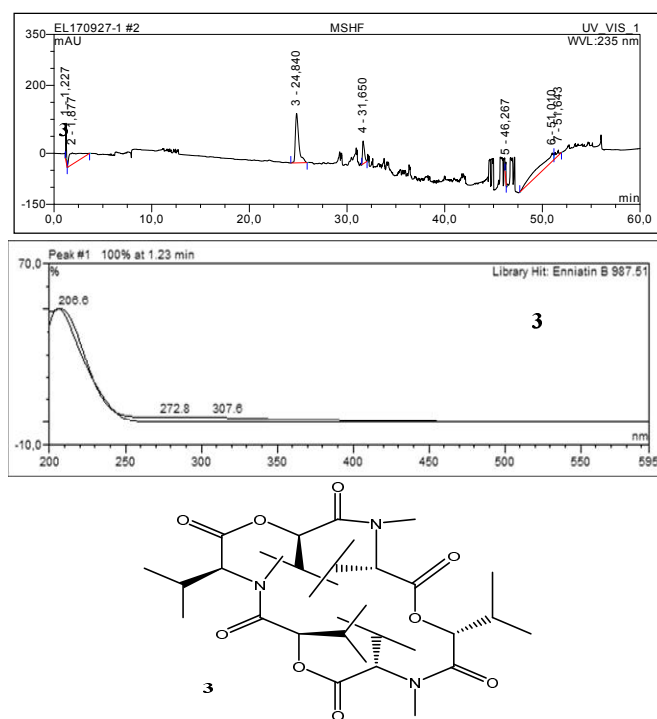 EL170927-1 #2 MSHF UV_VIS_1
350 mAU WVL:235 nm
200
0
-150
1 - 1,227
2 - 1,877
3
3 - 24,840
4 - 31,650
5 - 46,267
6 - 51,010
7 - 51,643
min
0,0 10,0 20,0 30,0 40,0 50,0 60,0
Peak #1 100% at 1.23 min
70,0
% Library Hit: Enniatin B 987.51
206.6
3
272.8 307.6
-10,0
nm
200 250 300 350 400 450 500 550 595
O
O O N
O
N
O
O
O
O
O N O
O
3